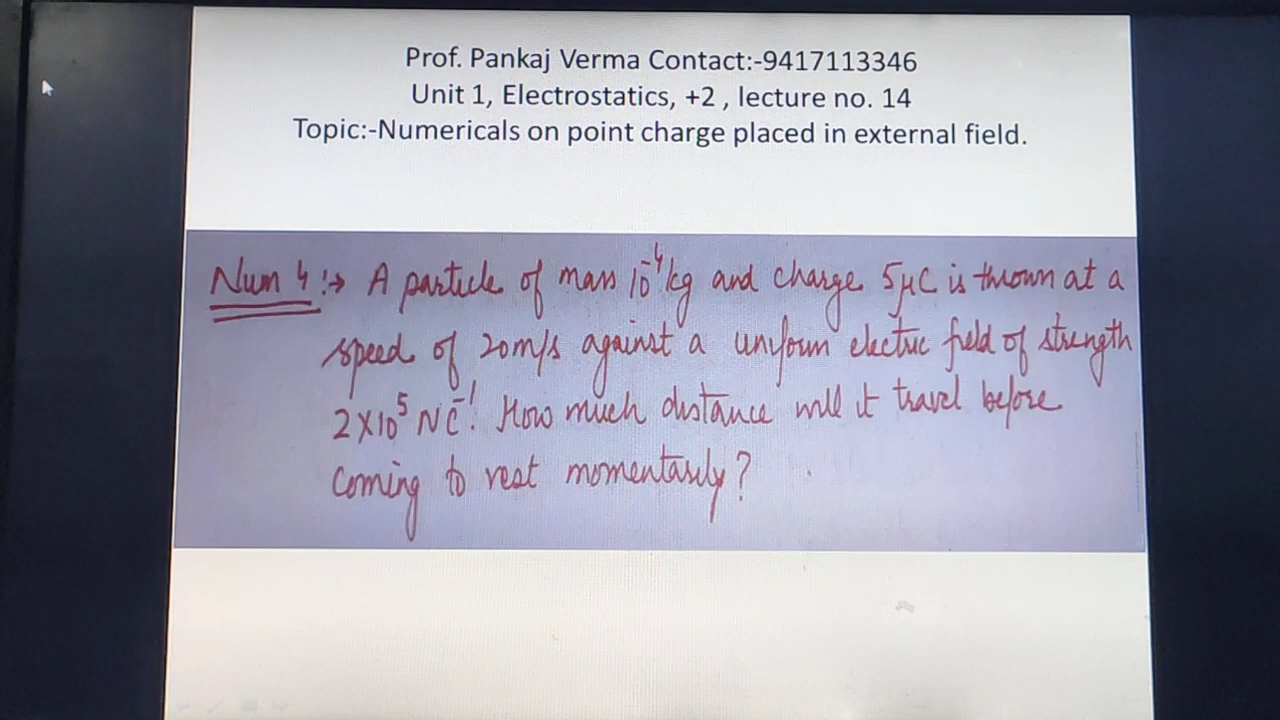 Prof. Pankaj Verma Contact:-9417113346
Unit 1, Electrostatics, +2 , lecture no. 14
Topic:-Numericals on point charge placed in external field.
Num 4:→ A particle of mass 10⁻⁴kg and charge 5μC is thrown at a
speed of 20m/s against a uniform electric field of strength
2×10⁵ NC⁻¹. How much distance will it travel before
coming to rest momentarily?